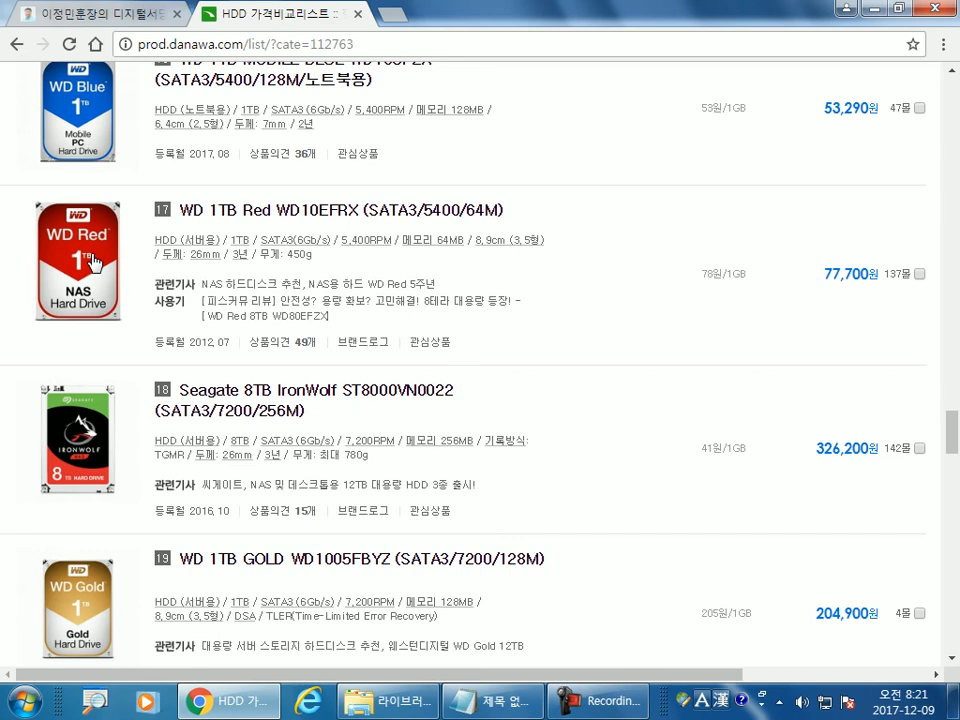 이정민훈장의 디지털서당
HDD 가격비교리스트 ::
prod.danawa.com/list/?cate=112763
(SATA3/5400/128M/노트북용)
HDD (노트북용) / 1TB / SATA3 (6Gb/s) / 5,400RPM / 메모리 128MB /
6.4cm (2.5형) / 두께: 7mm / 2년
53원/1GB
53,290원
47몰
등록월 2017.08
상품의견 36개
관심상품
WD Blue
1TB
Mobile
PC
Hard Drive
17 WD 1TB Red WD10EFRX (SATA3/5400/64M)
HDD (서버용) / 1TB / SATA3(6Gb/s) / 5,400RPM / 메모리 64MB / 8.9cm (3.5형)
/ 두께: 26mm / 3년 / 무게: 450g
78원/1GB
77,700원
137몰
관련기사 NAS 하드디스크 추천, NAS용 하드 WD Red 5주년
사용기 [피스커뮤 리뷰] 안전성? 용량 확보? 고민해결! 8테라 대용량 등장! -
[WD Red 8TB WD80EFZX]
등록월 2012.07
상품의견 49개
브랜드로그
관심상품
WD
WD Red
1TB
NAS
Hard Drive
18 Seagate 8TB IronWolf ST8000VN0022
(SATA3/7200/256M)
HDD (서버용) / 8TB / SATA3 (6Gb/s) / 7,200RPM / 메모리 256MB / 기록방식:
TGMR / 두께: 26mm / 3년 / 무게: 최대 780g
41원/1GB
326,200원
142몰
관련기사 씨게이트, NAS 및 데스크톱용 12TB 대용량 HDD 3종 출시!
등록월 2016.10
상품의견 15개
브랜드로그
관심상품
IRONWOLF
8 TB HARD DRIVE
19 WD 1TB GOLD WD1005FBYZ (SATA3/7200/128M)
HDD (서버용) / 1TB / SATA3 (6Gb/s) / 7,200RPM / 메모리 128MB /
8.9cm (3.5형) / DSA / TLER(Time-Limited Error Recovery)
205원/1GB
204,900원
4몰
관련기사 대용량 서버 스토리지 하드디스크 추천, 웨스턴디지털 WD Gold 12TB
WD
WD Gold
1TB
Gold
Hard Drive
HDD 가...
라이브러...
제목 없...
Recordin...
A 漢
오전 8:21
2017-12-09